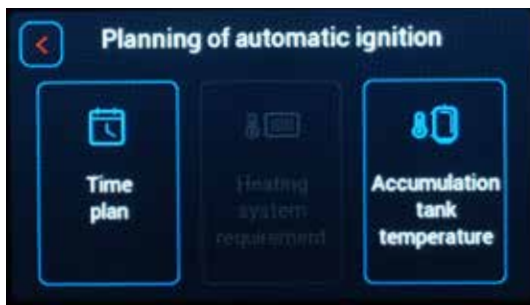 Planning of automatic ignition
Time
plan
Heating
system
requirement
Accumulation
tank
temperature